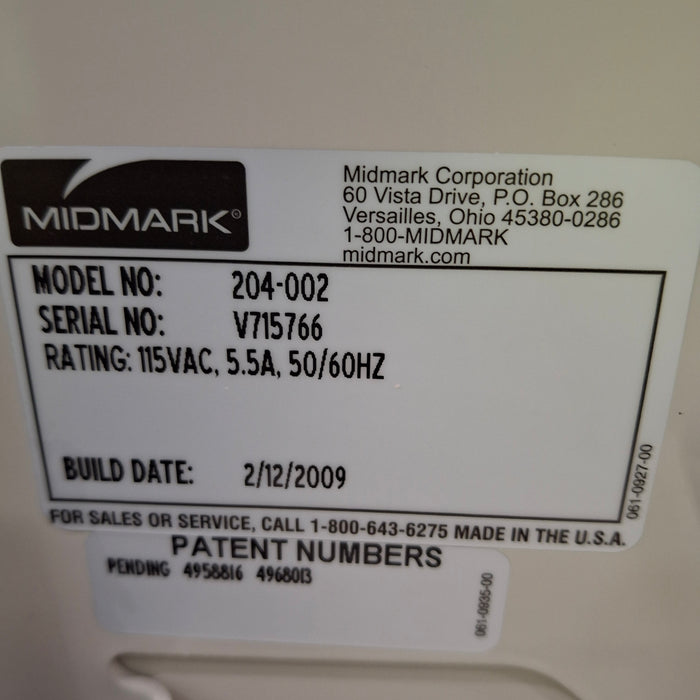 MIDMARK®
Midmark Corporation
60 Vista Drive, P.O. Box 286
Versailles, Ohio 45380-0286
1-800-MIDMARK
midmark.com
MODEL NO: 204-002
SERIAL NO: V715766
RATING: 115VAC, 5.5A, 50/60HZ
BUILD DATE: 2/12/2009
061-0927-00
FOR SALES OR SERVICE, CALL 1-800-643-6275 MADE IN THE U.S.A.
PATENT NUMBERS
PENDING 4958816 4968013
061-0935-00